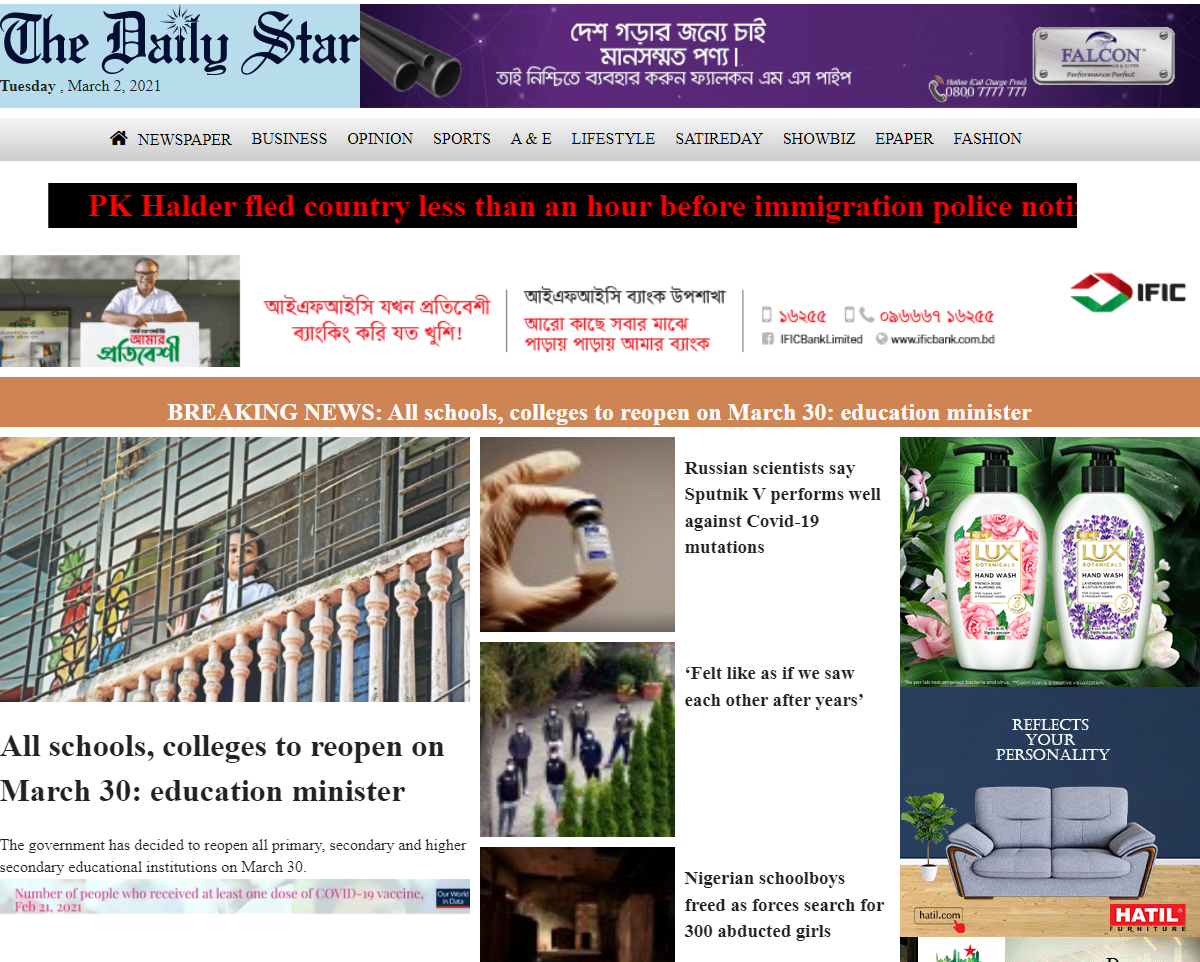 The Daily Star
Tuesday , March 2, 2021
দেশ গড়ার জন্যে চাই
মানসম্মত পণ্য।
তাই নিশ্চিতে ব্যবহার করুন ফ্যালকন এম এস পাইপ
Hotline (Call Charge Free)
0800 7777 777
FALCON
Performance Perfect
NEWSPAPER BUSINESS OPINION SPORTS A & E LIFESTYLE SATIREDAY SHOWBIZ EPAPER FASHION
PK Halder fled country less than an hour before immigration police noti
আমার
প্রতিবেশী
আইএফআইসি যখন প্রতিবেশী
ব্যাংকিং করি যত খুশি!
আইএফআইসি ব্যাংক উপশাখা
আরো কাছে সবার মাঝে
পাড়ায় পাড়ায় আমার ব্যাংক
১৬২৫৫ ০৯৬৬৬৭ ১৬২৫৫
IFICBankLimited www.ificbank.com.bd
IFIC
BREAKING NEWS: All schools, colleges to reopen on March 30: education minister
All schools, colleges to reopen on
March 30: education minister
The government has decided to reopen all primary, secondary and higher
secondary educational institutions on March 30.
Number of people who received at least one dose of COVID-19 vaccine,
Feb 21, 2021
Our World
in Data
Russian scientists say
Sputnik V performs well
against Covid-19
mutations
‘Felt like as if we saw
each other after years’
Nigerian schoolboys
freed as forces search for
300 abducted girls
LUX
BOTANICALS
HAND WASH
FRENCH ROSE
& ALMOND OIL
LUX
BOTANICALS
HAND WASH
LAVENDER SCENT
& LOTUS FLOWER OIL
REFLECTS
YOUR
PERSONALITY
hatil.com
HATIL
FURNITURE